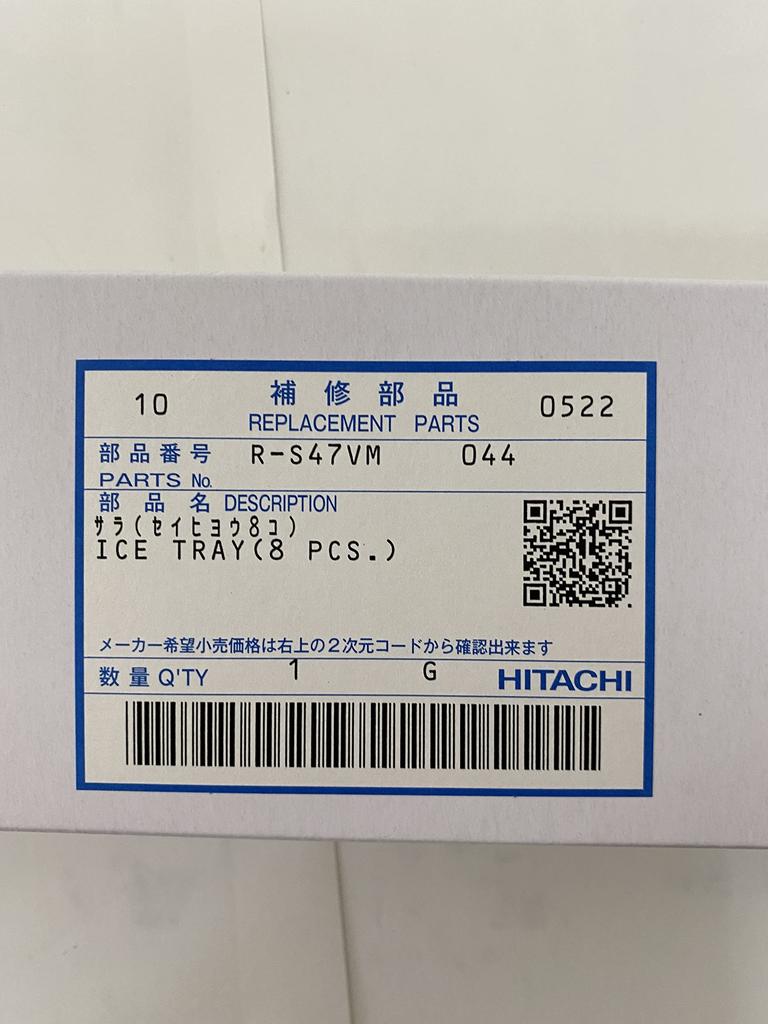 10 補修部品 0522
REPLACEMENT PARTS
部品番号 R-S47VM 044
PARTS No.
部品名 DESCRIPTION
ｻﾗ(ｾｲﾋｮｳ8ｺ)
ICE TRAY(8 PCS.)
メーカー希望小売価格は右上の2次元コードから確認出来ます
数量 Q'TY 1 G HITACHI